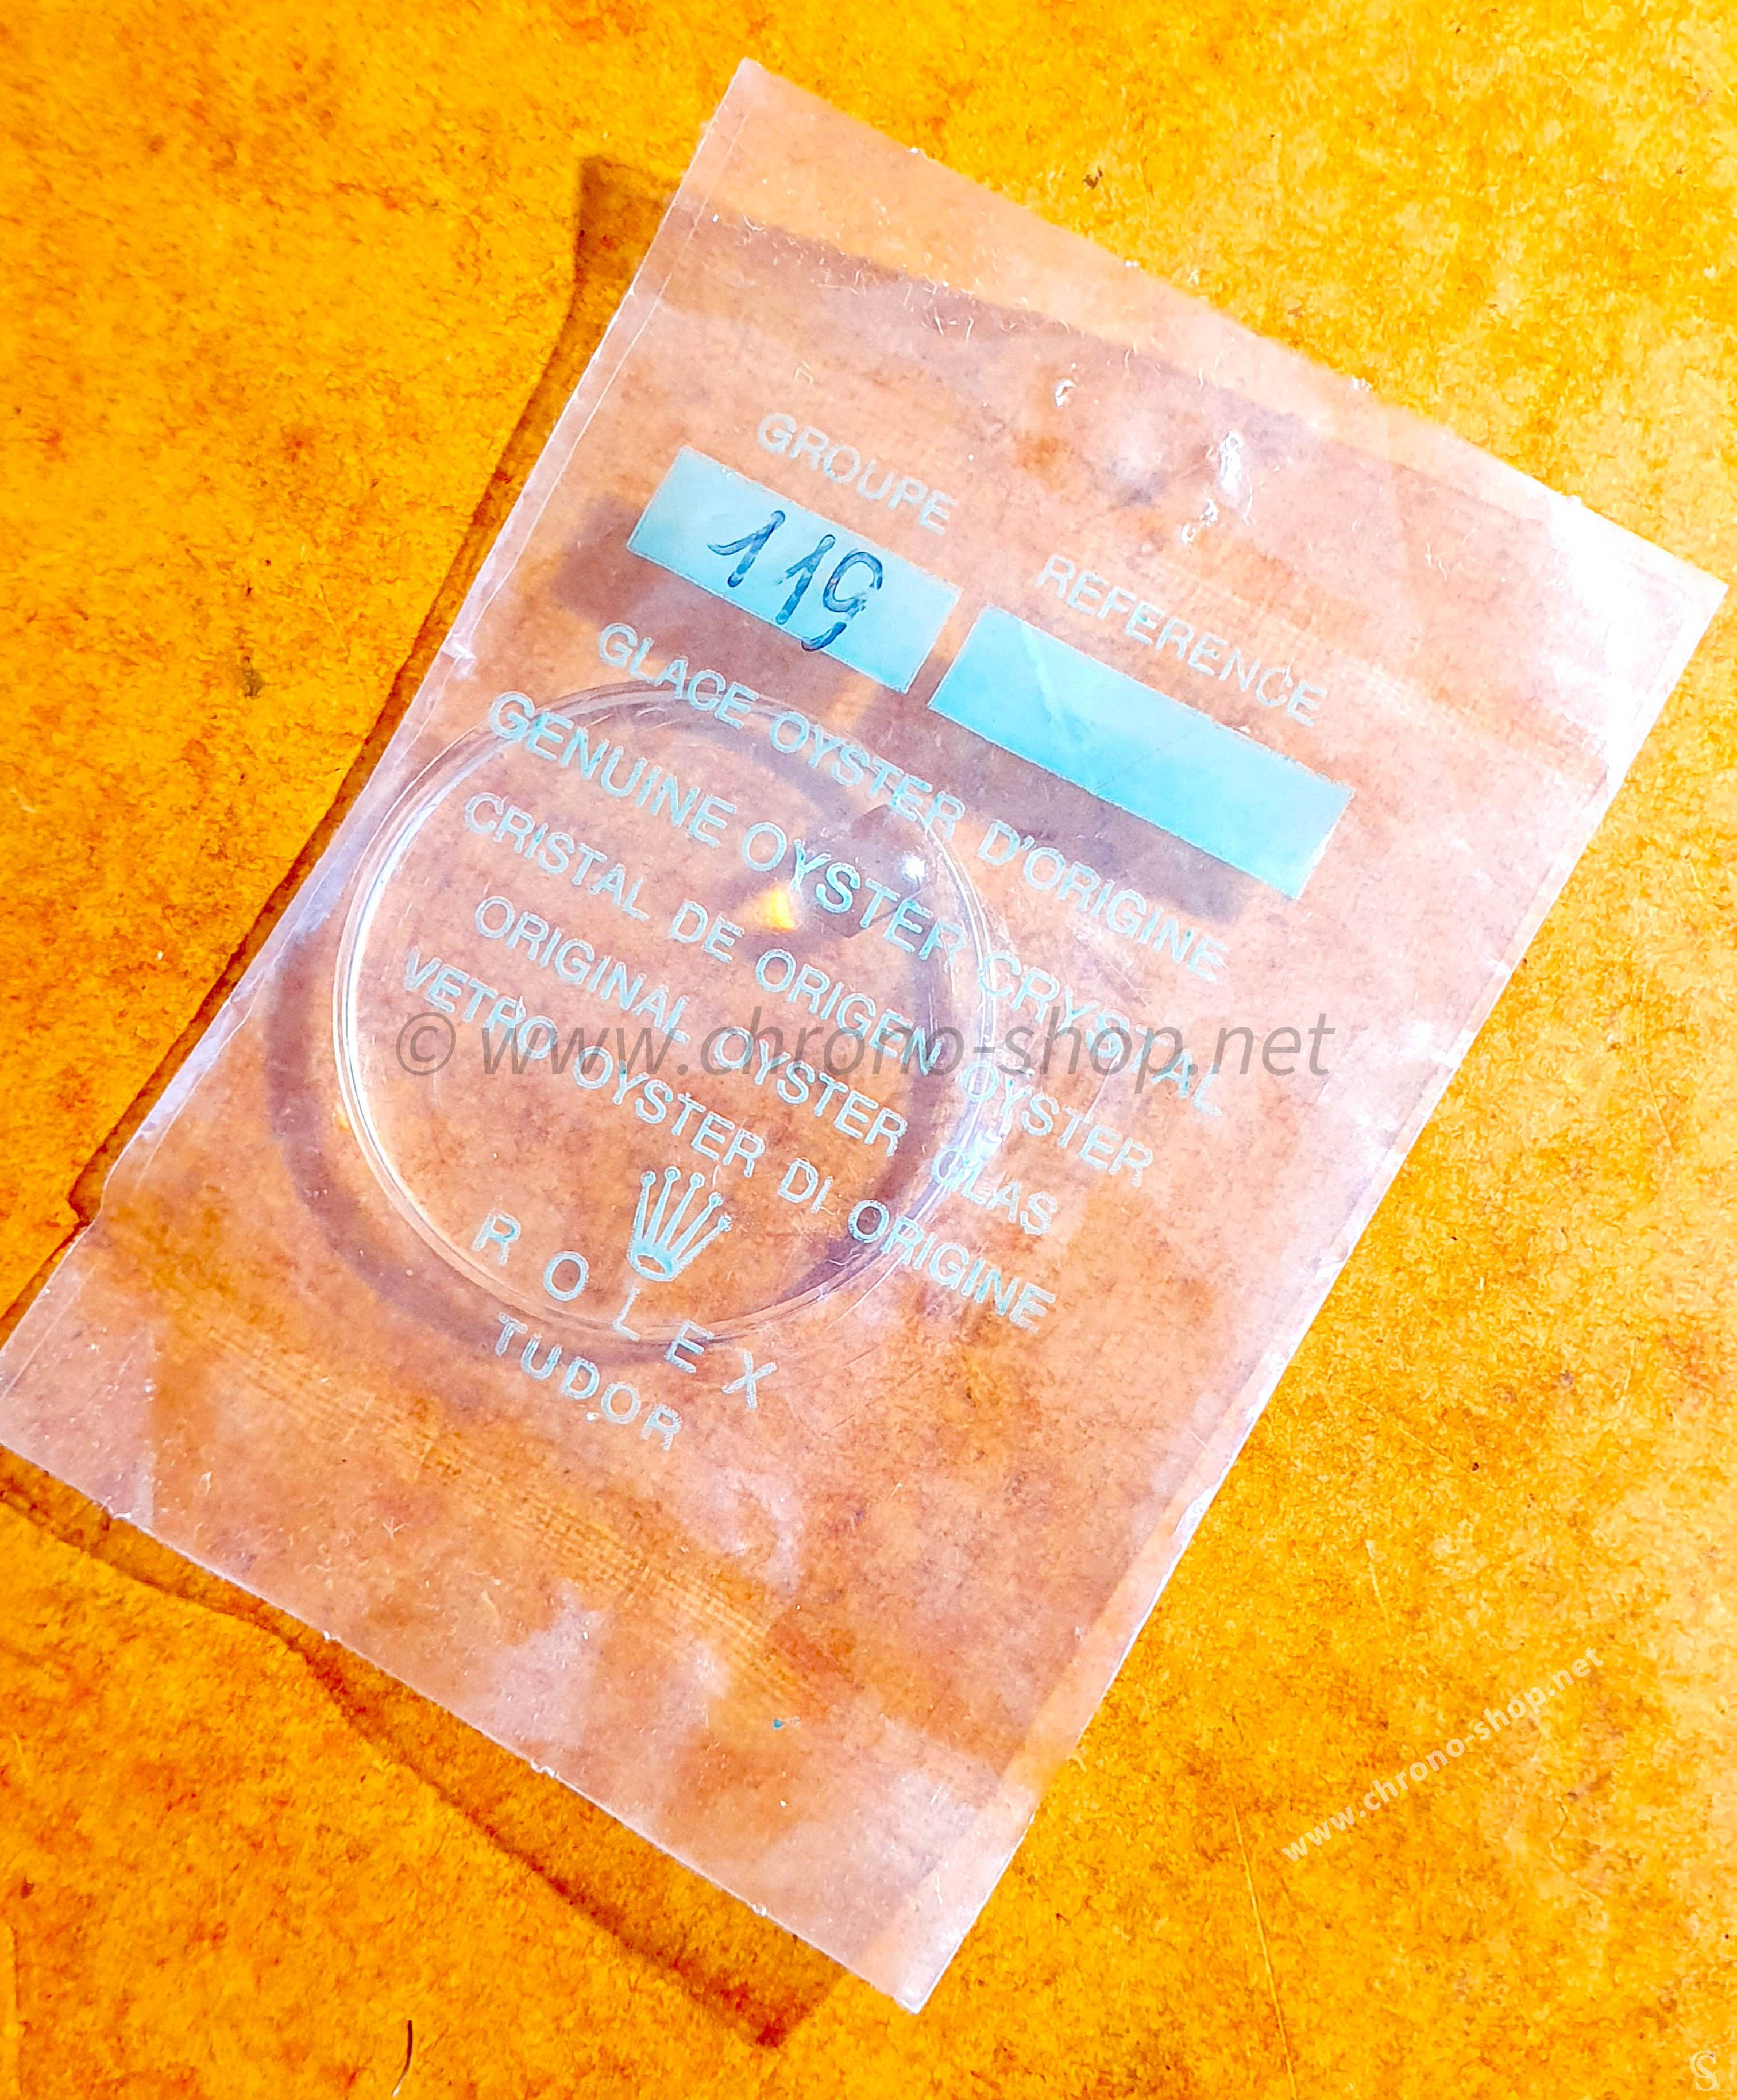 GROUPE
REFERENCE
119
GLACE OYSTER D'ORIGINE
GENUINE OYSTER CRYSTAL
CRISTAL DE ORIGEN OYSTER
ORIGINAL OYSTER GLAS
VETRO OYSTER DI ORIGINE
ROLEX
TUDOR
© www.chrono-shop.net
www.chrono-shop.net